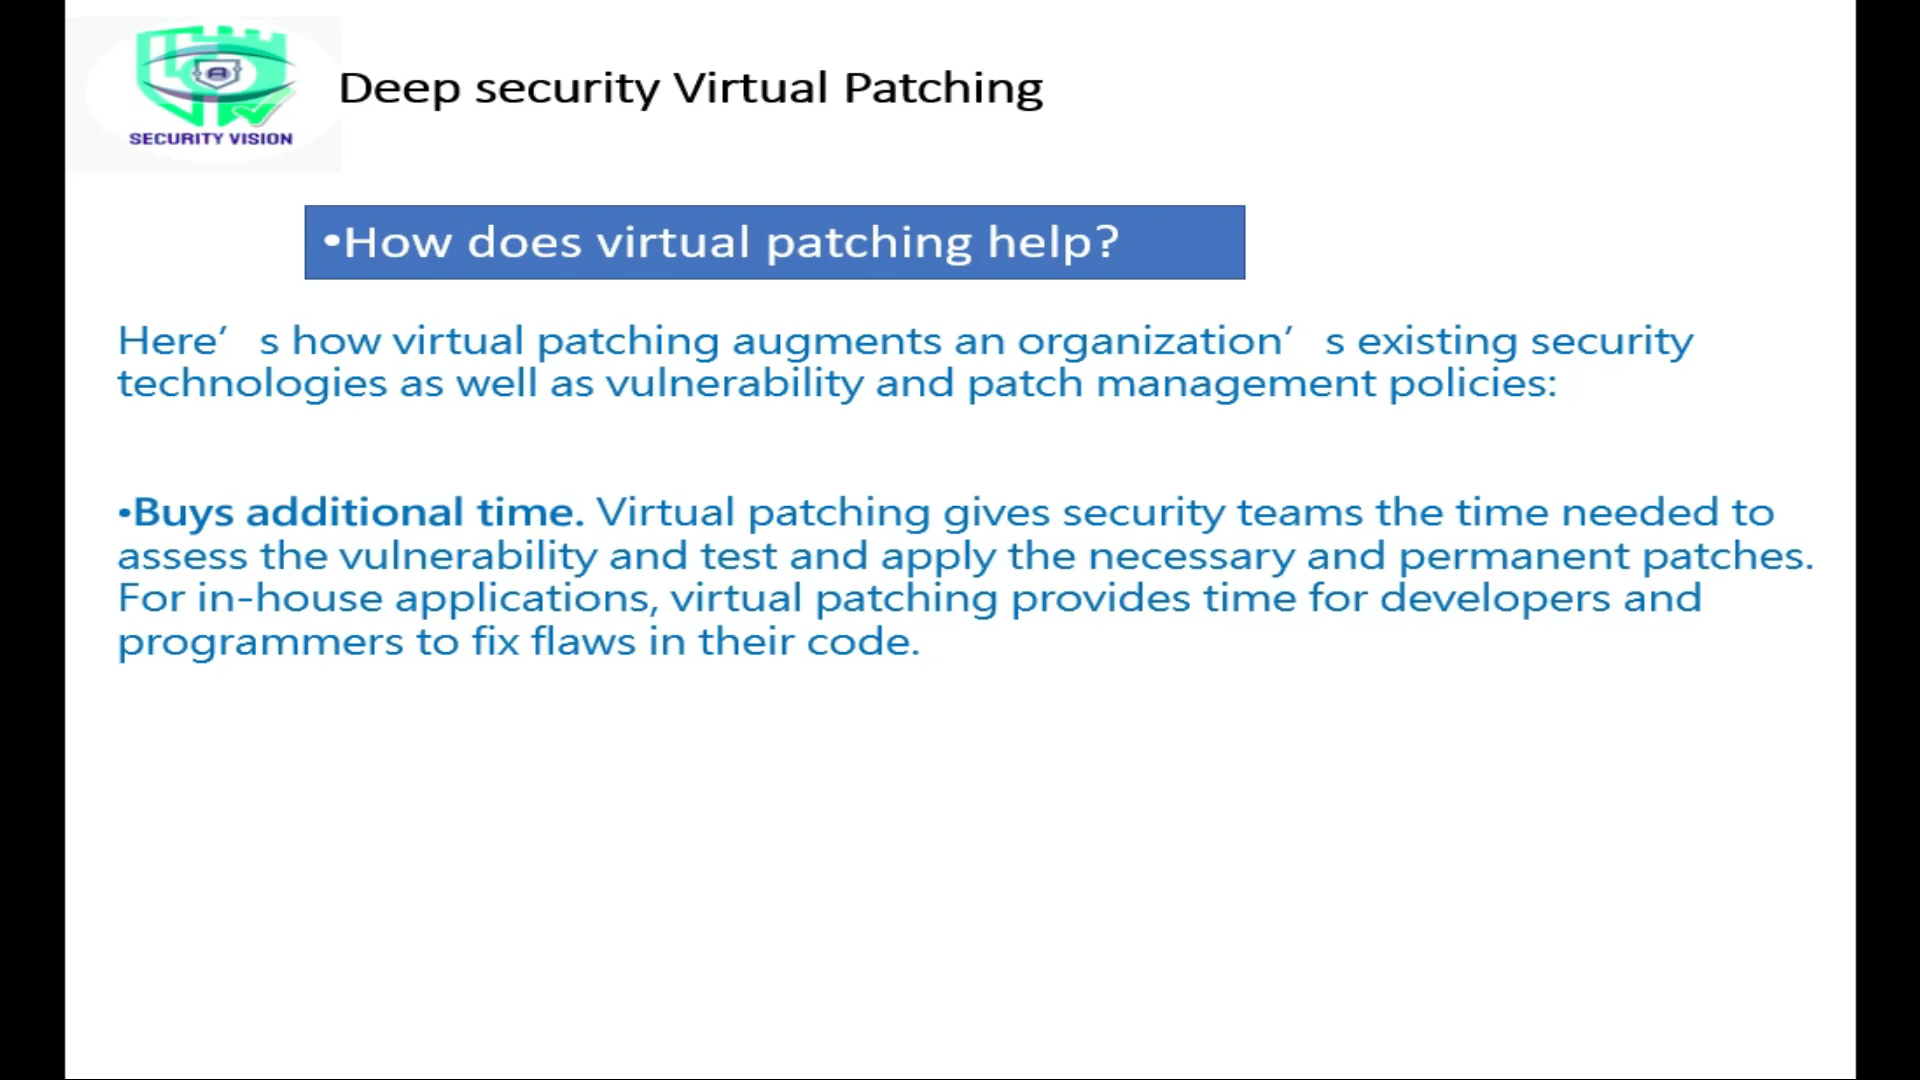 SECURITY VISION
Deep security Virtual Patching
•How does virtual patching help?
Here’ s how virtual patching augments an organization’ s existing security
technologies as well as vulnerability and patch management policies:
•Buys additional time. Virtual patching gives security teams the time needed to
assess the vulnerability and test and apply the necessary and permanent patches.
For in-house applications, virtual patching provides time for developers and
programmers to fix flaws in their code.